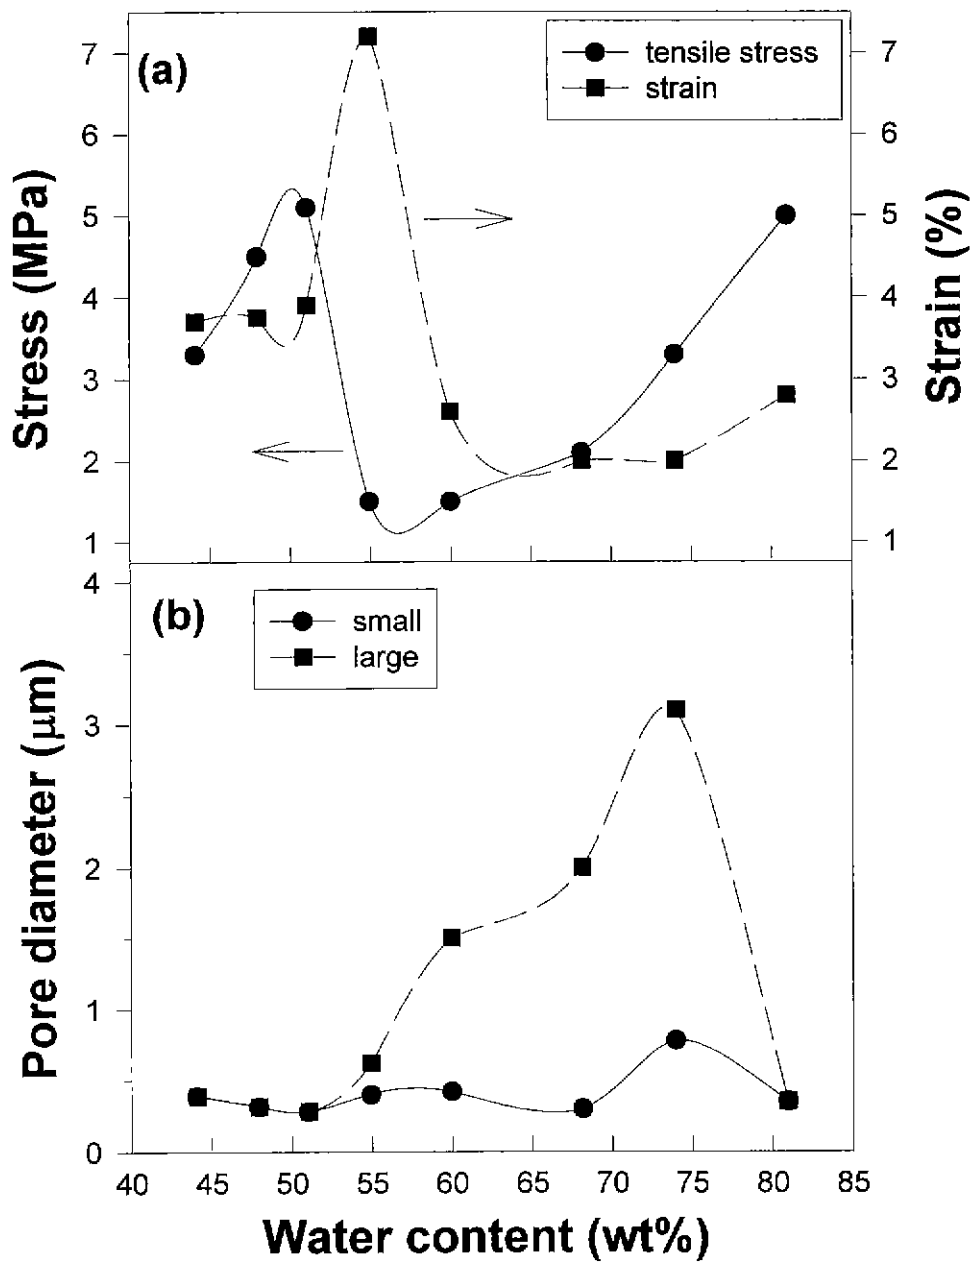 (a)
tensile stress
strain
7
6
5
4
3
2
1
Stress (MPa)
7
6
5
4
3
2
1
Strain (%)
(b)
small
large
4
3
2
1
0
Pore diameter (μm)
40 45 50 55 60 65 70 75 80 85
Water content (wt%)